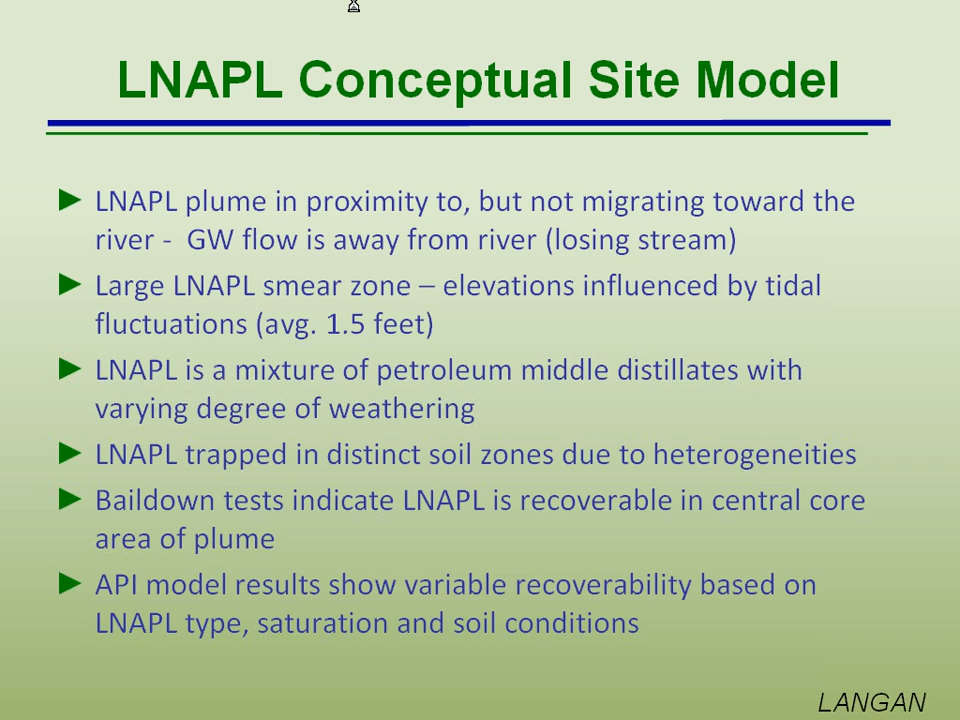 LNAPL Conceptual Site Model
LNAPL plume in proximity to, but not migrating toward the
river -  GW flow is away from river (losing stream)
Large LNAPL smear zone – elevations influenced by tidal
fluctuations (avg. 1.5 feet)
LNAPL is a mixture of petroleum middle distillates with
varying degree of weathering
LNAPL trapped in distinct soil zones due to heterogeneities
Baildown tests indicate LNAPL is recoverable in central core
area of plume
API model results show variable recoverability based on
LNAPL type, saturation and soil conditions
LANGAN